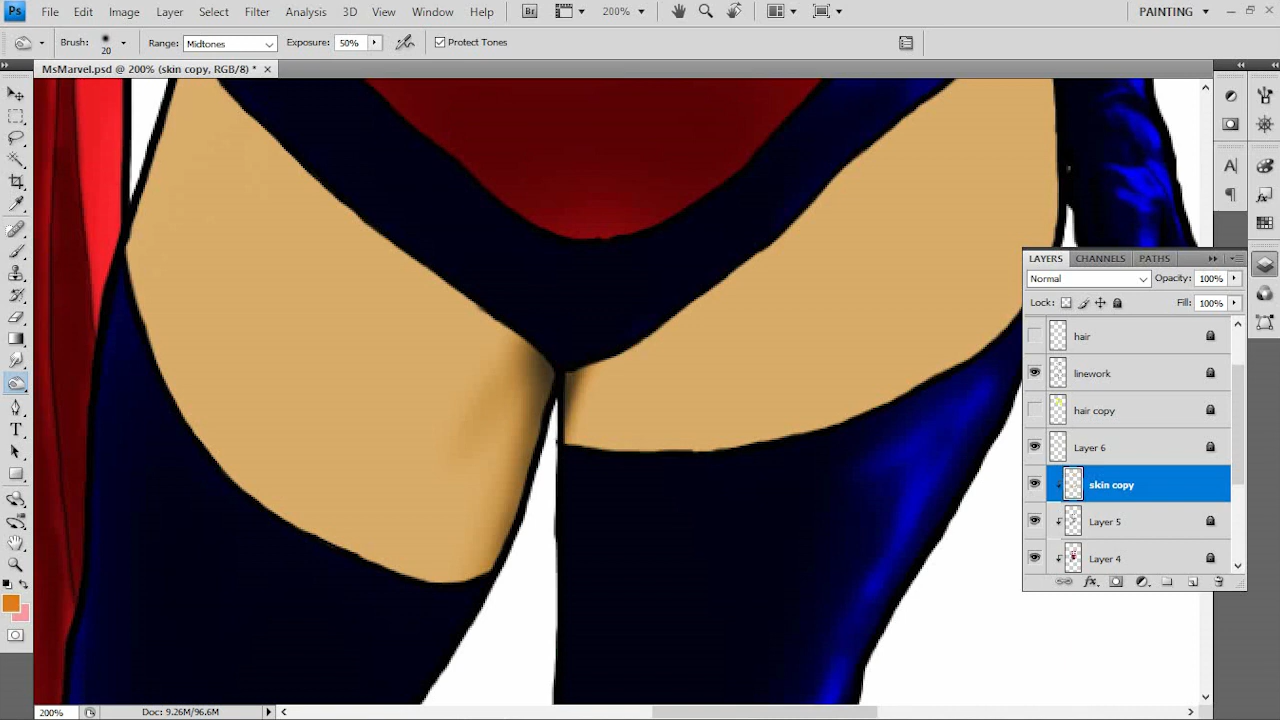 Ps File Edit Image Layer Select Filter Analysis 3D View Window Help Br 200% PAINTING
Brush: 20 Range: Midtones Exposure: 50% Protect Tones
MsMarvel.psd @ 200% (skin copy, RGB/8) * ×
LAYERS CHANNELS PATHS
Normal Opacity: 100%
Lock: Fill: 100%
hair
linework
hair copy
Layer 6
skin copy
Layer 5
Layer 4
fx
T
A
200% Doc: 9.26M/96.6M